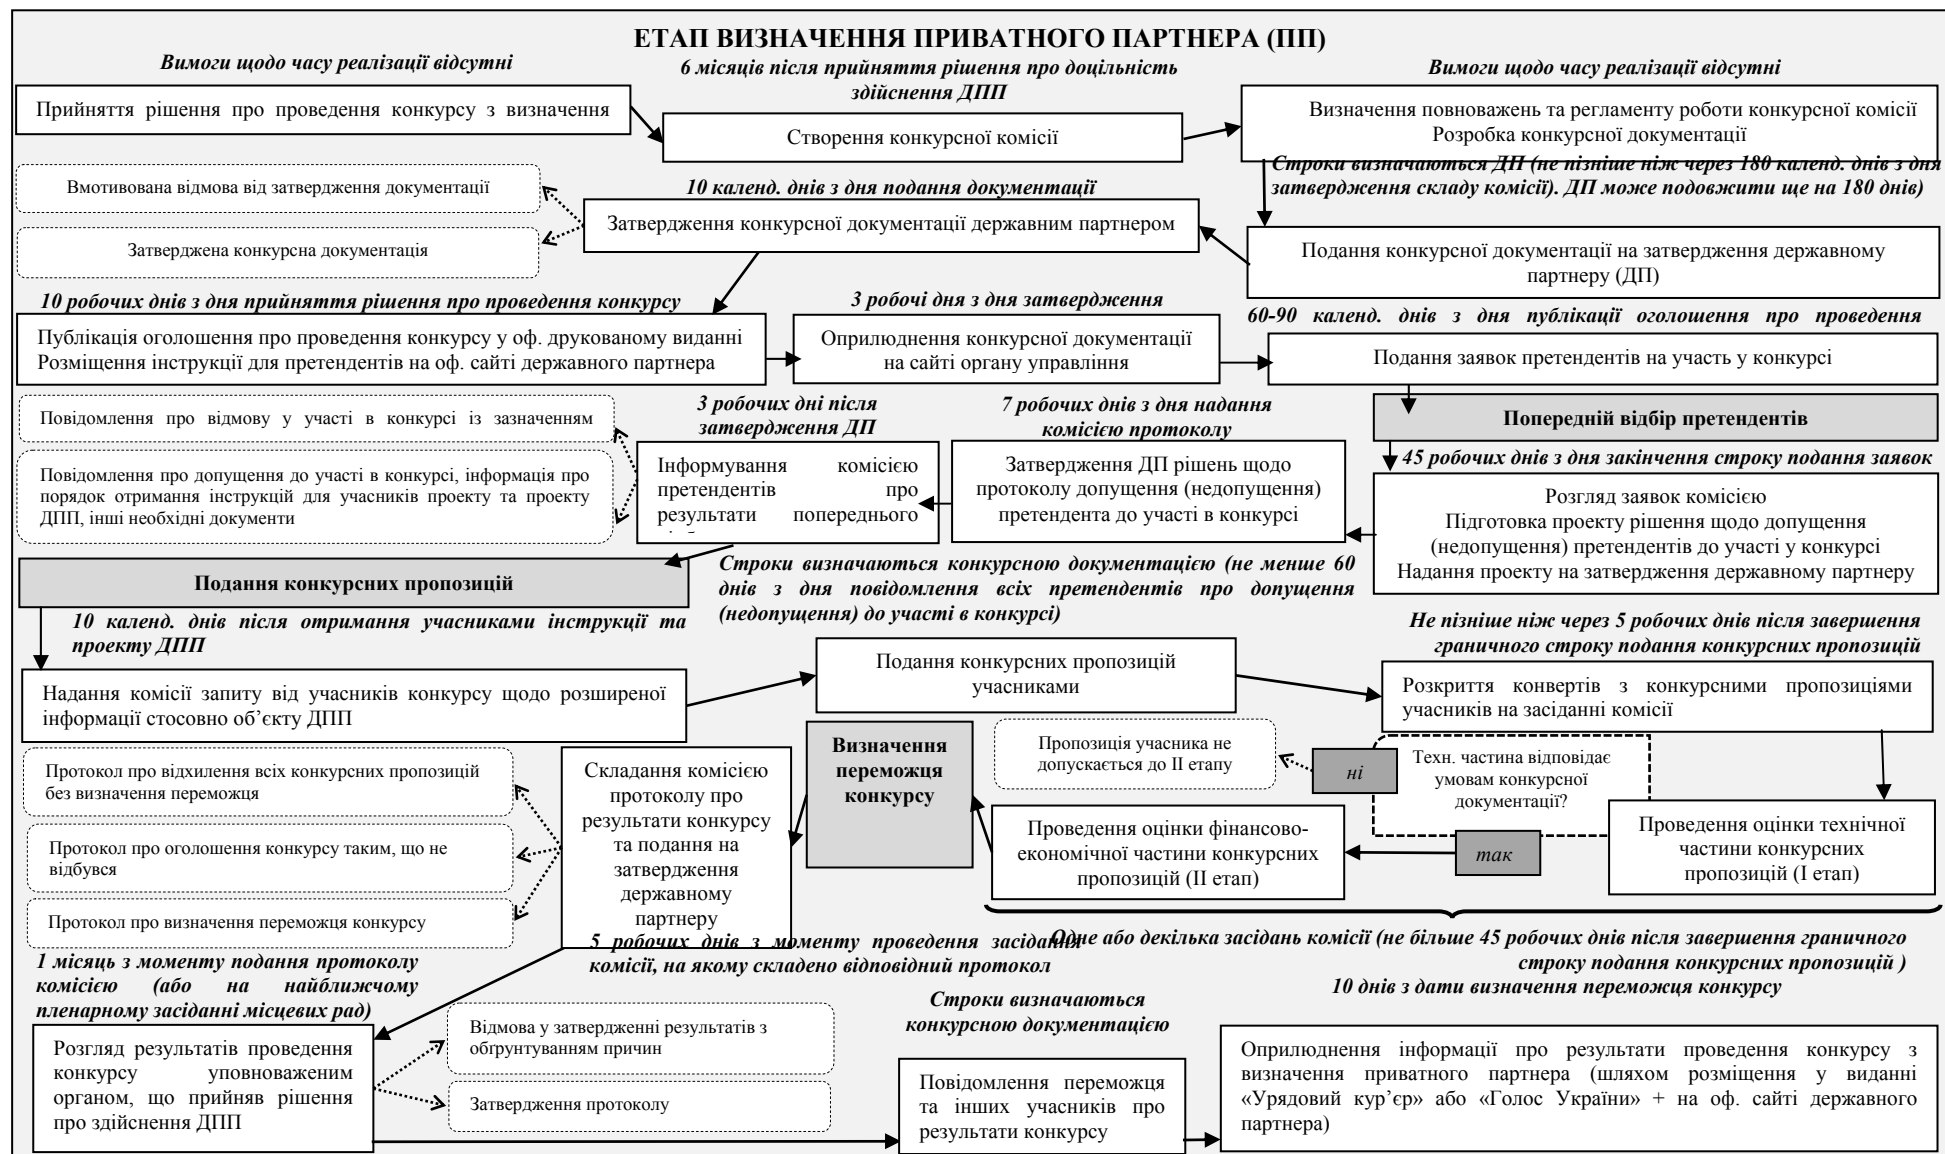 ЕТАП ВИЗНАЧЕННЯ ПРИВАТНОГО ПАРТНЕРА (ПП)
Вимоги щодо часу реалізації відсутні
Прийняття рішення про проведення конкурсу з визначення
6 місяців після прийняття рішення про доцільність
здійснення ДПП
Створення конкурсної комісії
Вимоги щодо часу реалізації відсутні
Визначення повноважень та регламенту роботи конкурсної комісії
Розробка конкурсної документації
Строки визначаються ДП (не пізніше ніж через 180 календ. днів з дня
затвердження складу комісії). ДП може подовжити ще на 180 днів)
Подання конкурсної документації на затвердження державному
партнеру (ДП)
10 календ. днів з дня подання документації
Затвердження конкурсної документації державним партнером
Вмотивована відмова від затвердження документації
Затверджена конкурсна документація
10 робочих днів з дня прийняття рішення про проведення конкурсу
Публікація оголошення про проведення конкурсу у оф. друкованому виданні
Розміщення інструкції для претендентів на оф. сайті державного партнера
3 робочі дня з дня затвердження
Оприлюднення конкурсної документації
на сайті органу управління
60-90 календ. днів з дня публікації оголошення про проведення
Подання заявок претендентів на участь у конкурсі
Попередній відбір претендентів
45 робочих днів з дня закінчення строку подання заявок
Розгляд заявок комісією
Підготовка проекту рішення щодо допущення
(недопущення) претендентів до участі у конкурсі
Надання проекту на затвердження державному партнеру
7 робочих днів з дня надання
комісією протоколу
Затвердження ДП рішень щодо
протоколу допущення (недопущення)
претендента до участі в конкурсі
3 робочих дні після
затвердження ДП
Інформування комісією
претендентів про
результати попереднього
Повідомлення про відмову у участі в конкурсі із зазначенням
Повідомлення про допущення до участі в конкурсі, інформація про
порядок отримання інструкцій для учасників проекту та проекту
ДПП, інші необхідні документи
Подання конкурсних пропозицій
Строки визначаються конкурсною документацією (не менше 60
днів з дня повідомлення всіх претендентів про допущення
(недопущення) до участі в конкурсі)
10 календ. днів після отримання учасниками інструкції та
проекту ДПП
Надання комісії запиту від учасників конкурсу щодо розширеної
інформації стосовно об’єкту ДПП
Подання конкурсних пропозицій
учасниками
Не пізніше ніж через 5 робочих днів після завершення
граничного строку подання конкурсних пропозицій
Розкриття конвертів з конкурсними пропозиціями
учасників на засіданні комісії
Техн. частина відповідає
умовам конкурсної
документації?
ні
Пропозиція учасника не
допускається до II етапу
так
Проведення оцінки технічної
частини конкурсних
пропозицій (I етап)
Проведення оцінки фінансово-
економічної частини конкурсних
пропозицій (II етап)
Одне або декілька засідань комісії (не більше 45 робочих днів після завершення граничного
строку подання конкурсних пропозицій )
Визначення
переможця
конкурсу
Складання комісією
протоколу про
результати конкурсу
та подання на
затвердження
державному
партнеру
Протокол про відхилення всіх конкурсних пропозицій
без визначення переможця
Протокол про оголошення конкурсу таким, що не
відбувся
Протокол про визначення переможця конкурсу
5 робочих днів з моменту проведення засідання
комісії, на якому складено відповідний протокол
1 місяць з моменту подання протоколу
комісією (або на найближчому
пленарному засіданні місцевих рад)
Розгляд результатів проведення
конкурсу уповноваженим
органом, що прийняв рішення
про здійснення ДПП
Відмова у затвердженні результатів з
обґрунтуванням причин
Затвердження протоколу
Строки визначаються
конкурсною документацією
Повідомлення переможця
та інших учасників про
результати конкурсу
10 днів з дати визначення переможця конкурсу
Оприлюднення інформації про результати проведення конкурсу з
визначення приватного партнера (шляхом розміщення у виданні
«Урядовий кур’єр» або «Голос України» + на оф. сайті державного
партнера)